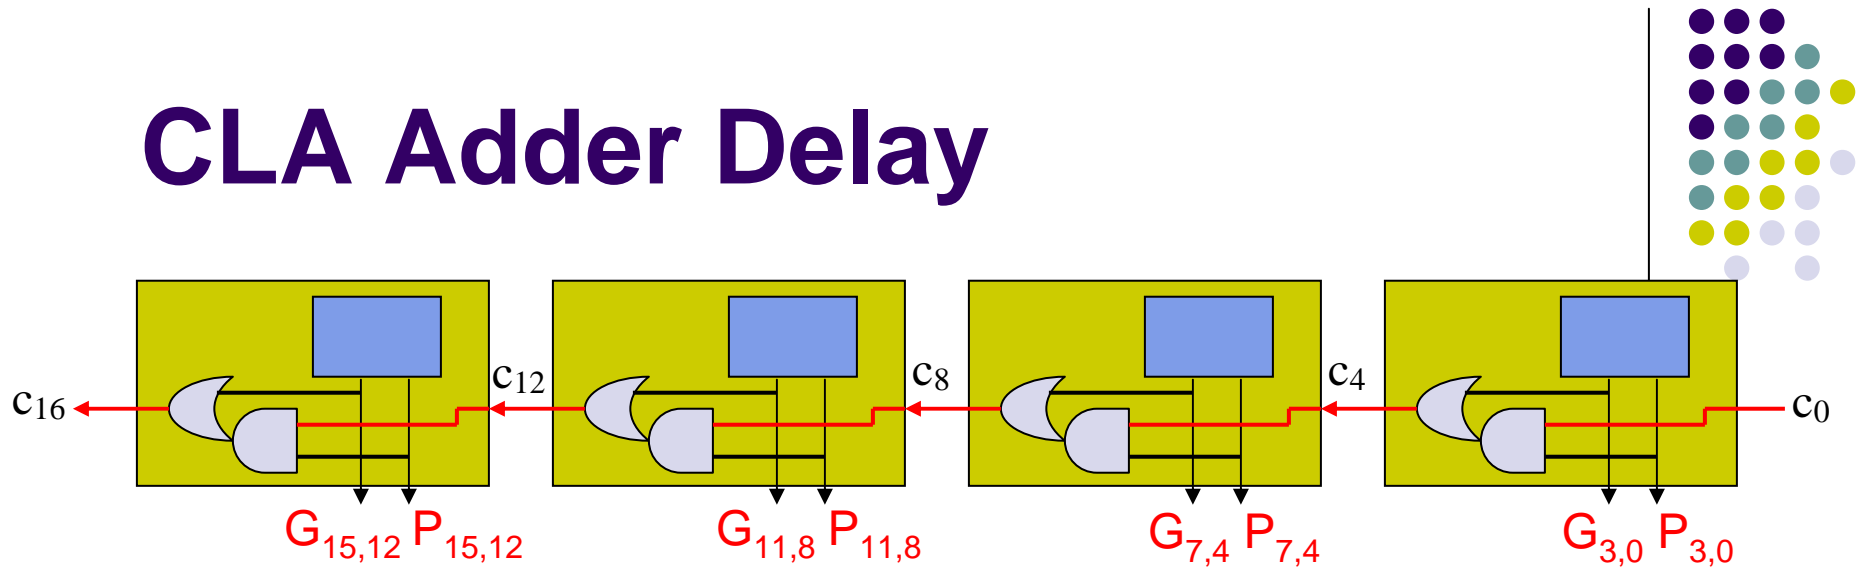 CLA Adder Delay
c₁₆ c₁₂ c₈ c₄ c₀
G₁₅,₁₂ P₁₅,₁₂ G₁₁,₈ P₁₁,₈ G₇,₄ P₇,₄ G₃,₀ P₃,₀